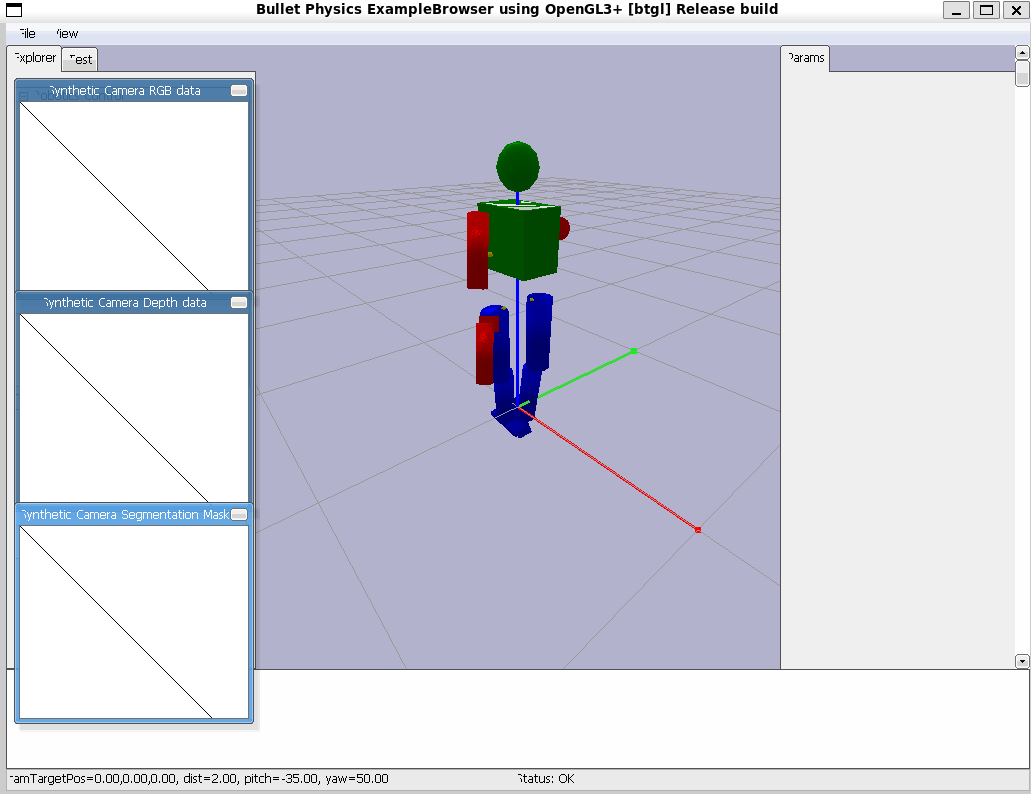 Bullet Physics ExampleBrowser using OpenGL3+ [btgl] Release build
File View
Explorer Test Params
Synthetic Camera RGB data
Synthetic Camera Depth data
Synthetic Camera Segmentation Mask
camTargetPos=0.00,0.00,0.00, dist=2.00, pitch=-35.00, yaw=50.00 Status: OK